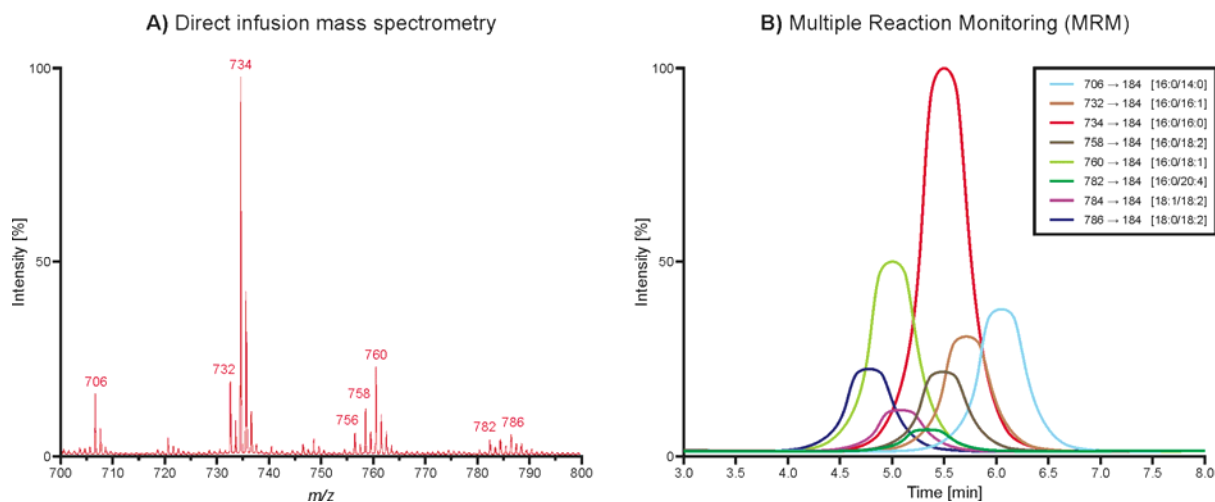 A) Direct infusion mass spectrometry
100
50
0
Intensity [%]
734
732
706
760
758
756
782
786
700 710 720 730 740 750 760 770 780 790 800
m/z
B) Multiple Reaction Monitoring (MRM)
100
50
0
Intensity [%]
706 → 184 [16:0/14:0]
732 → 184 [16:0/16:1]
734 → 184 [16:0/16:0]
758 → 184 [16:0/18:2]
760 → 184 [16:0/18:1]
782 → 184 [16:0/20:4]
784 → 184 [18:1/18:2]
786 → 184 [18:0/18:2]
3.0 3.5 4.0 4.5 5.0 5.5 6.0 6.5 7.0 7.5 8.0
Time [min]